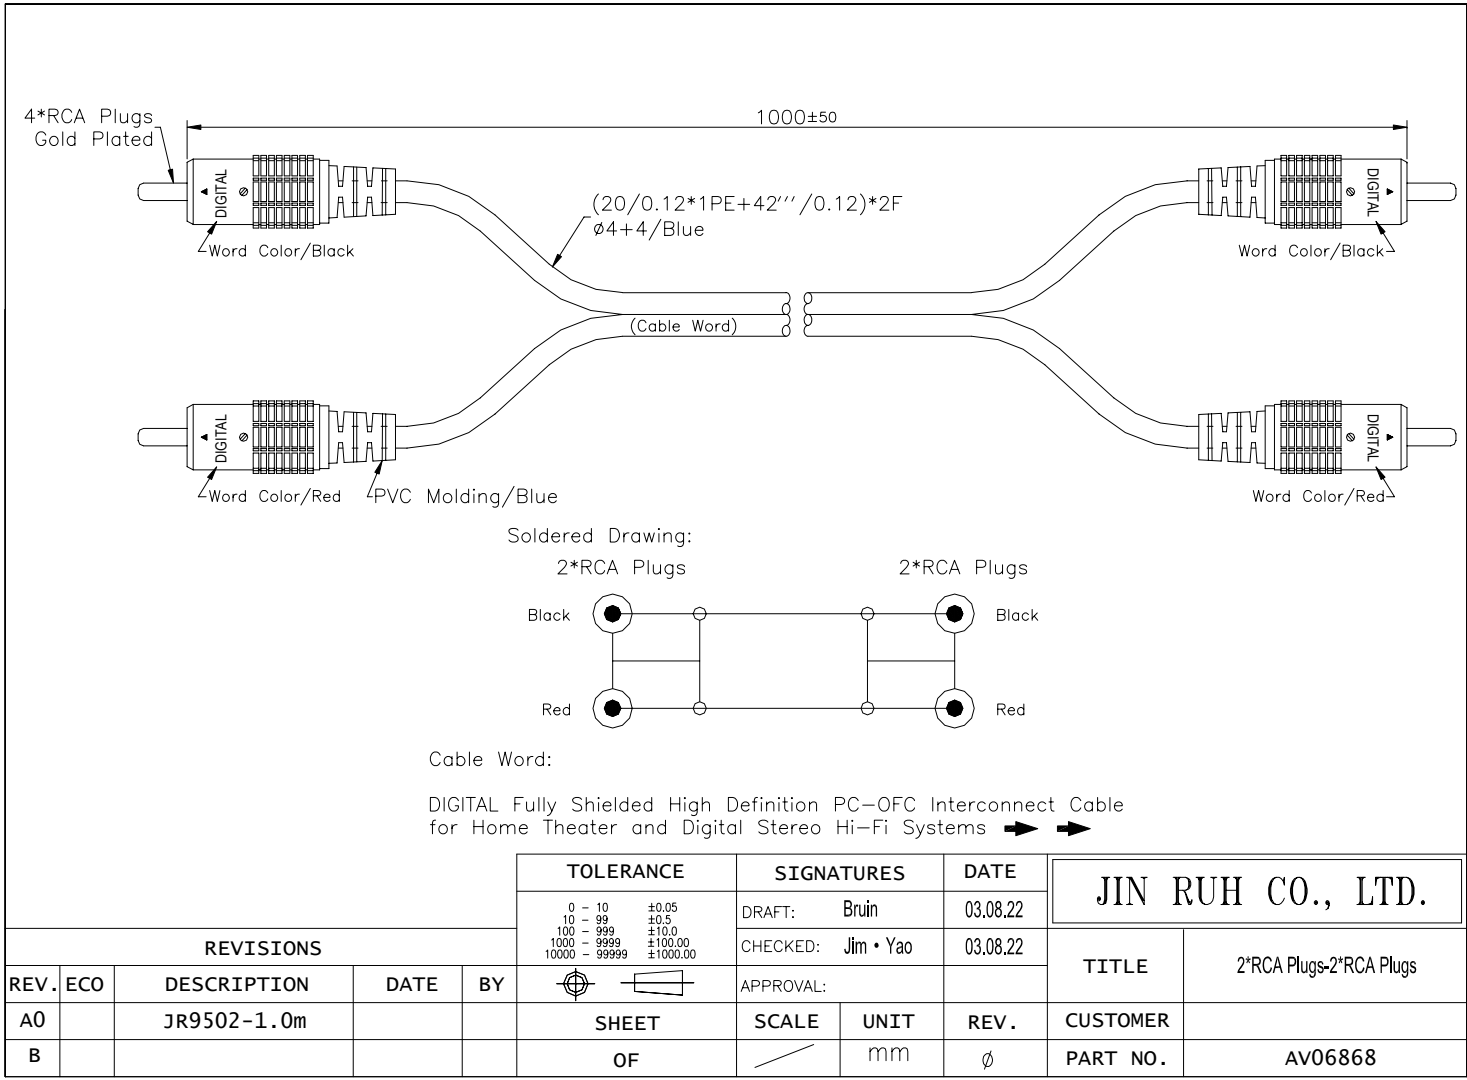 4*RCA Plugs
Gold Plated
1000±50
DIGITAL
DIGITAL
(20/0.12*1PE+42‴/0.12)*2F
ø4+4/Blue
Word Color/Black
Word Color/Black
(Cable Word)
DIGITAL
DIGITAL
Word Color/Red
PVC Molding/Blue
Word Color/Red
Soldered Drawing:
2*RCA Plugs
2*RCA Plugs
Black
Black
Red
Red
Cable Word:
DIGITAL Fully Shielded High Definition PC-OFC Interconnect Cable
for Home Theater and Digital Stereo Hi-Fi Systems
TOLERANCE
0 - 10 ±0.05
10 - 99 ±0.5
100 - 999 ±10.0
1000 - 9999 ±100.00
10000 - 99999 ±1000.00
SIGNATURES
DATE
DRAFT: Bruin 03.08.22
CHECKED: Jim • Yao 03.08.22
APPROVAL:
JIN RUH CO., LTD.
TITLE 2*RCA Plugs-2*RCA Plugs
REVISIONS
REV. ECO DESCRIPTION DATE BY
A0 JR9502-1.0m
B
SHEET
OF
SCALE UNIT REV.
mm ø
CUSTOMER
PART NO. AV06868